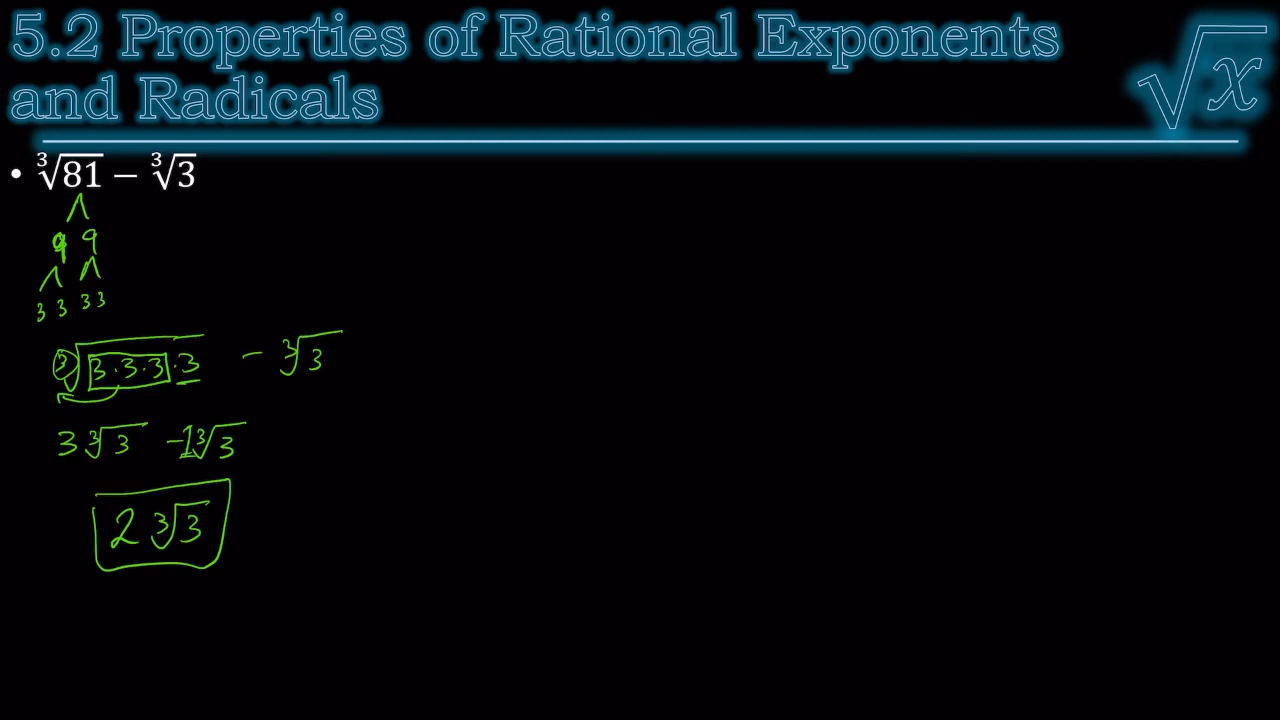 5.2 Properties of Rational Exponents
and Radicals
√x
• ∛81 − ∛3
9 9
3 3 3 3
∛3·3·3·3 − ∛3
3∛3 −1∛3
2∛3